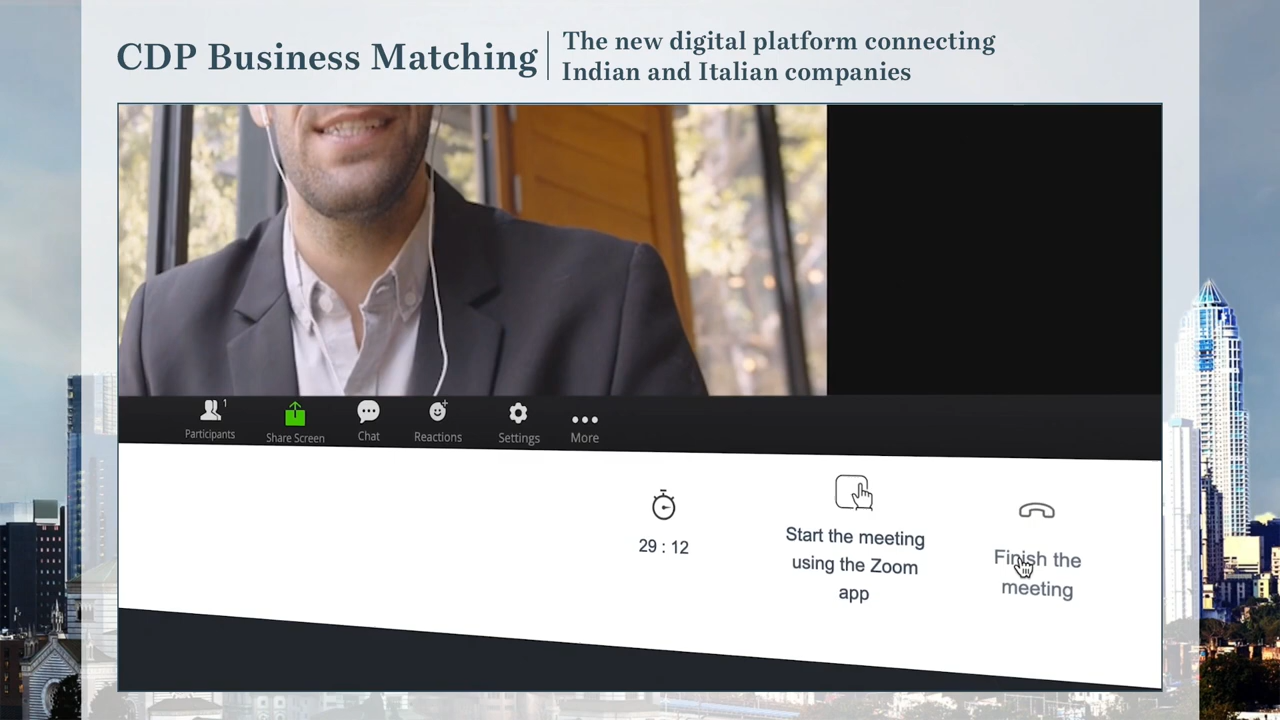 CDP Business Matching
The new digital platform connecting
Indian and Italian companies
1
Participants
Share Screen
Chat
Reactions
Settings
More
29 : 12
Start the meeting
using the Zoom
app
Finish the
meeting